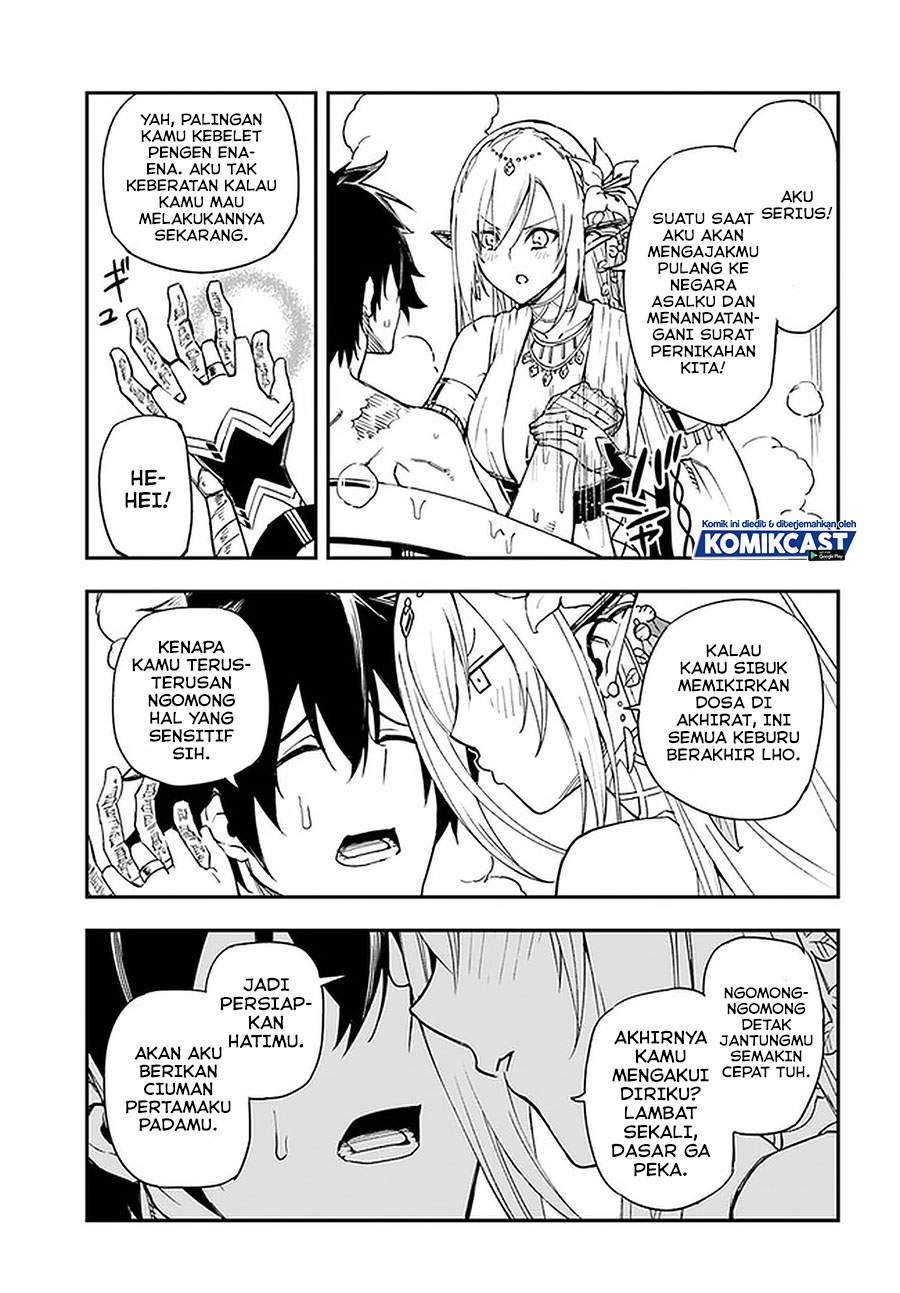 AKU
SERIUS!
SUATU SAAT
AKU AKAN
MENGAJAKMU
PULANG KE
NEGARA
ASALKU DAN
MENANDATAN-
GANI SURAT
PERNIKAHAN
KITA!
Komik ini diedit & diterjemahkan oleh
KOMIKCAST
Google Play
YAH, PALINGAN
KAMU KEBELET
PENGEN ENA-
ENA. AKU TAK
KEBERATAN KALAU
KAMU MAU
MELAKUKANNYA
SEKARANG.
ギュ
HE-
HEI!
KALAU
KAMU SIBUK
MEMIKIRKAN
DOSA DI
AKHIRAT, INI
SEMUA KEBURU
BERAKHIR LHO.
KENAPA
KAMU TERUS-
TERUSAN
NGOMONG
HAL YANG
SENSITIF
SIH.
NGOMONG-
NGOMONG
DETAK
JANTUNGMU
SEMAKIN
CEPAT TUH.
AKHIRNYA
KAMU
MENGAKUI
DIRIKU?
LAMBAT
SEKALI,
DASAR GA
PEKA.
JADI
PERSIAP-
KAN
HATIMU.
AKAN AKU
BERIKAN
CIUMAN
PERTAMAKU
PADAMU.